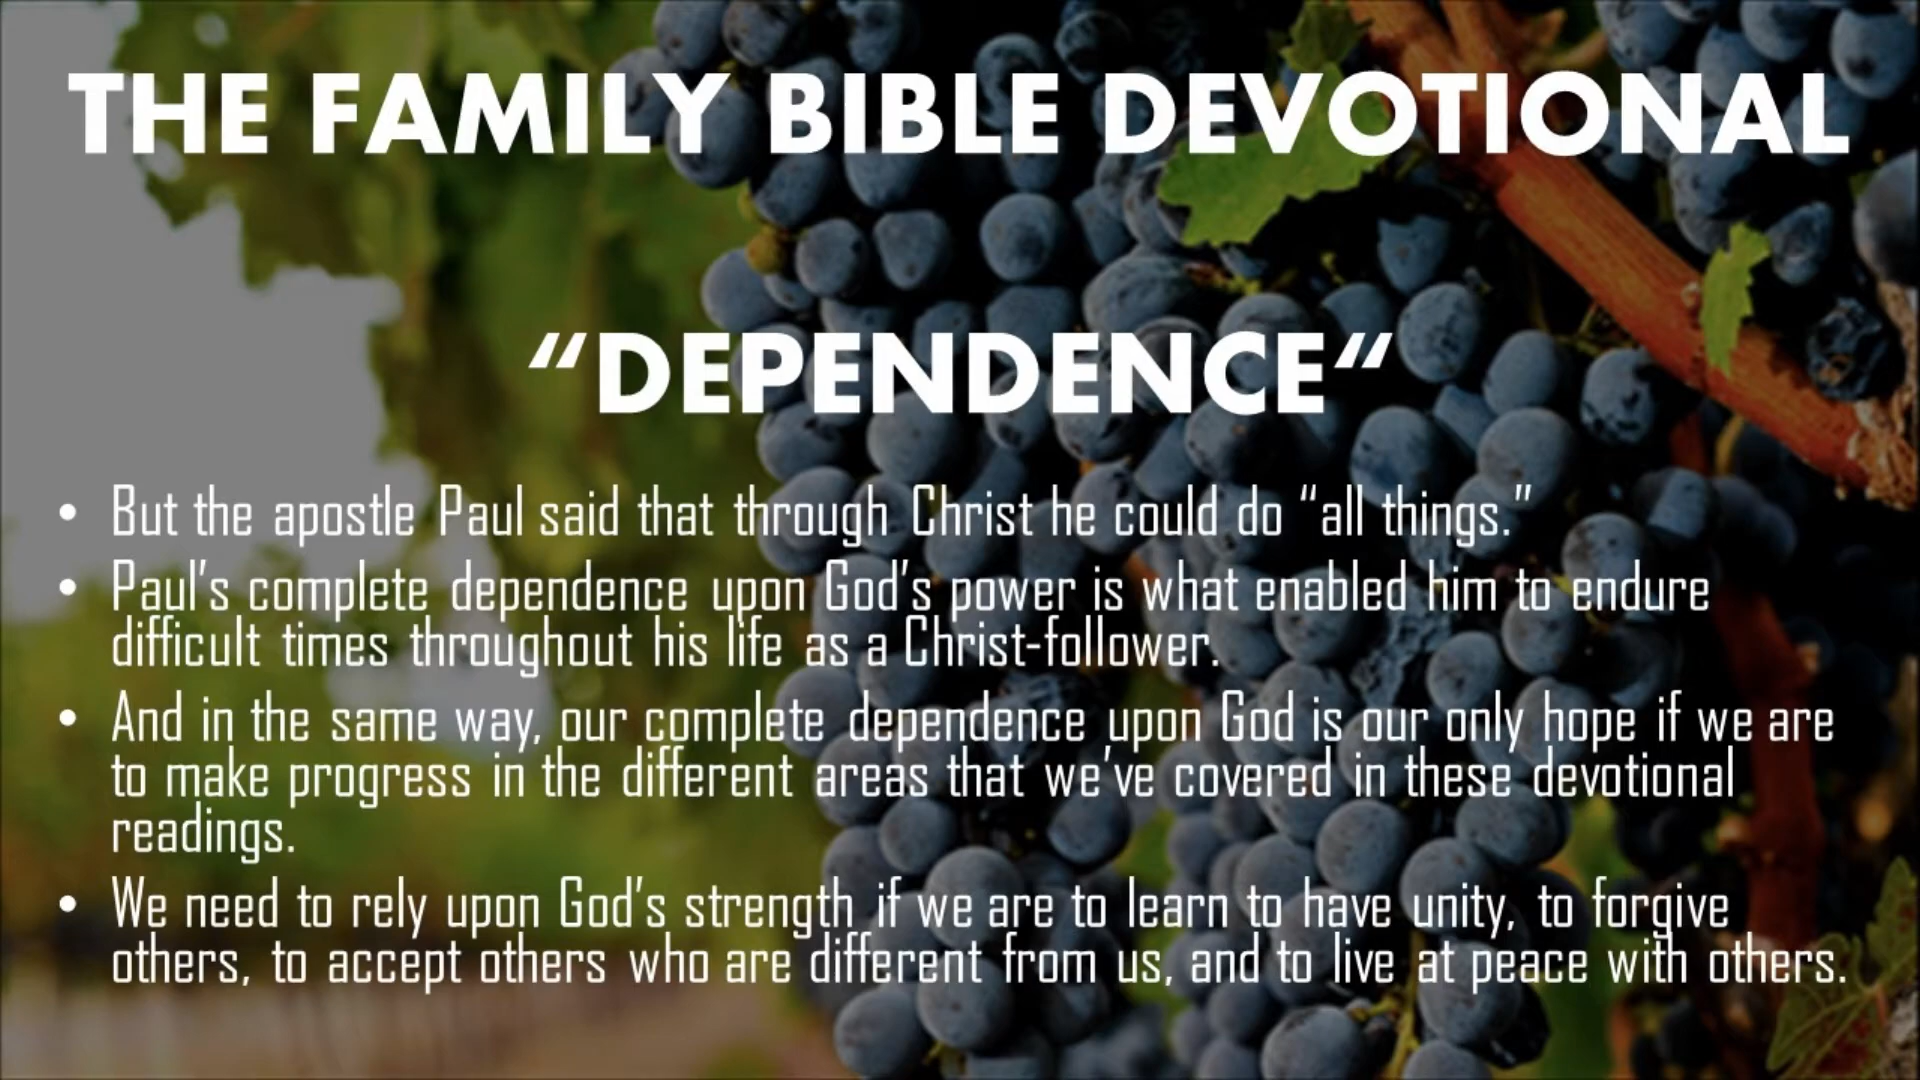 THE FAMILY BIBLE DEVOTIONAL
“DEPENDENCE“
• But the apostle Paul said that through Christ he could do “all things.”
• Paul’s complete dependence upon God’s power is what enabled him to endure
difficult times throughout his life as a Christ-follower.
• And in the same way, our complete dependence upon God is our only hope if we are
to make progress in the different areas that we’ve covered in these devotional
readings.
• We need to rely upon God’s strength if we are to learn to have unity, to forgive
others, to accept others who are different from us, and to live at peace with others.